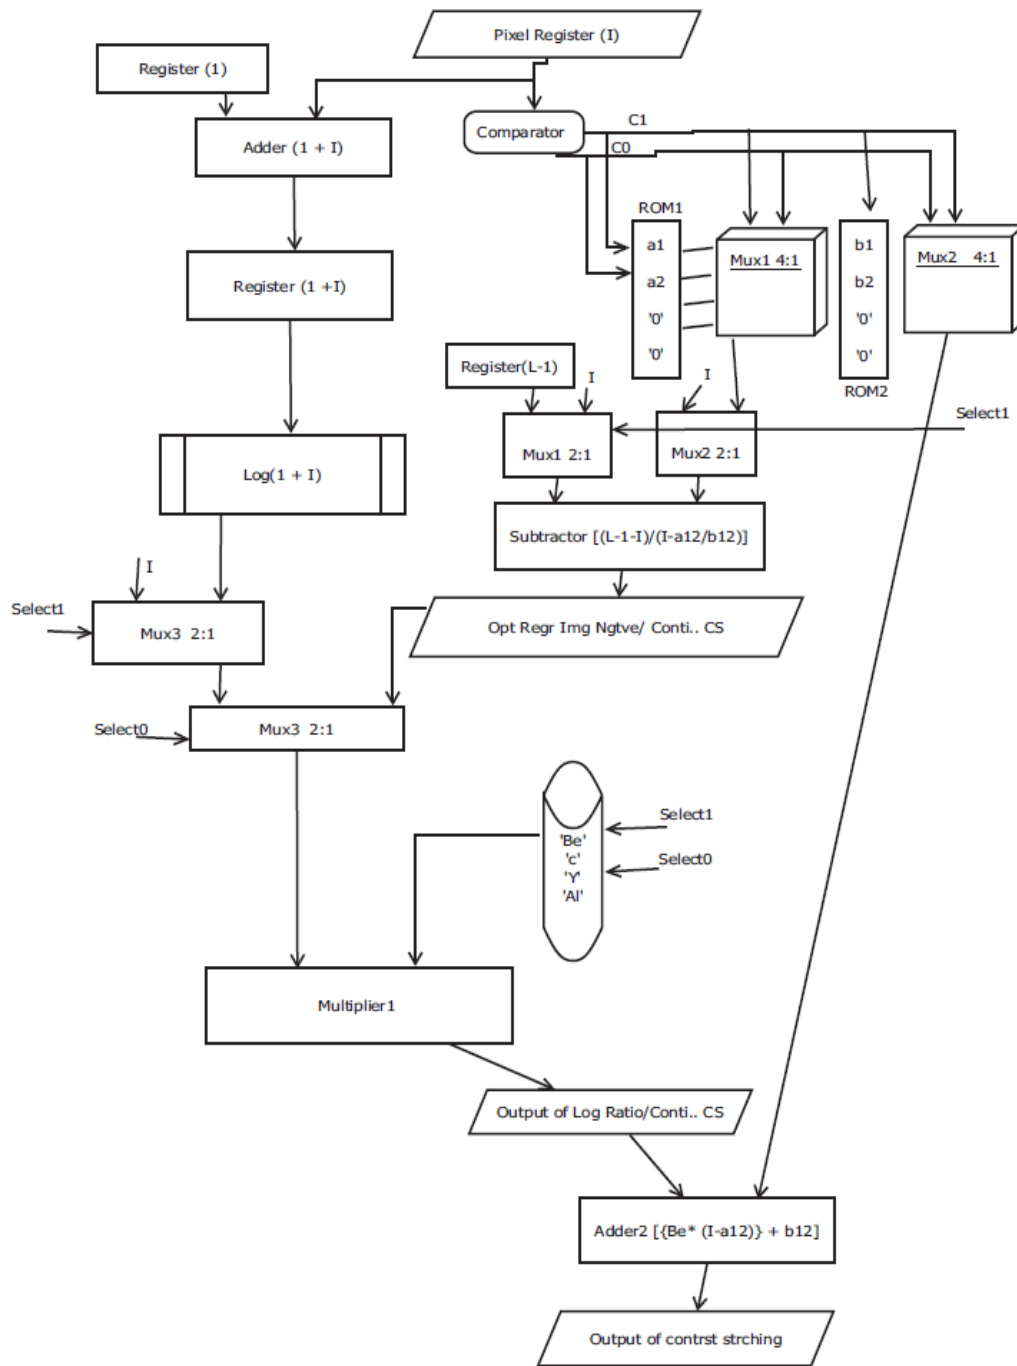 Pixel Register (I)
Register (1)
Comparator
C1
C0
Adder (1 + I)
ROM1
a1
a2
'0'
'0'
Mux1 4:1
b1
b2
'0'
'0'
ROM2
Mux2 4:1
Register (1 +I)
Register(L-1)
I
I
Select1
Mux1 2:1
Mux2 2:1
Log(1 + I)
Subtractor [(L-1-I)/(I-a12/b12)]
I
Select1
Mux3 2:1
Opt Regr Img Ngtve/ Conti.. CS
Select0
Mux3 2:1
'Be'
'c'
'Y'
'Al'
Select1
Select0
Multiplier1
Output of Log Ratio/Conti.. CS
Adder2 [{Be* (I-a12)} + b12]
Output of contrst strching